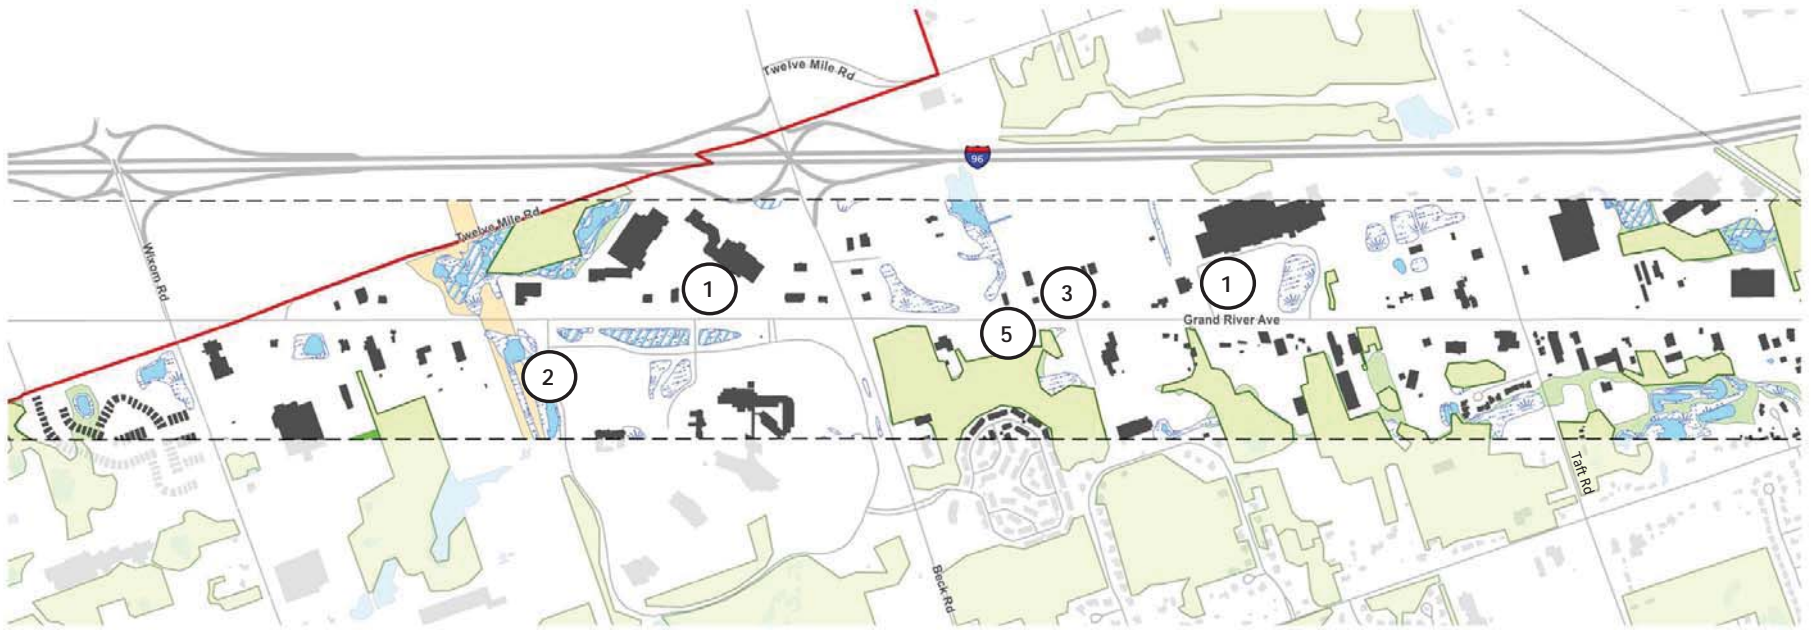 Twelve Mile Rd
96
Twelve Mile Rd
Wixom Rd
1
3
1
Grand River Ave
5
2
Taft Rd
Beck Rd